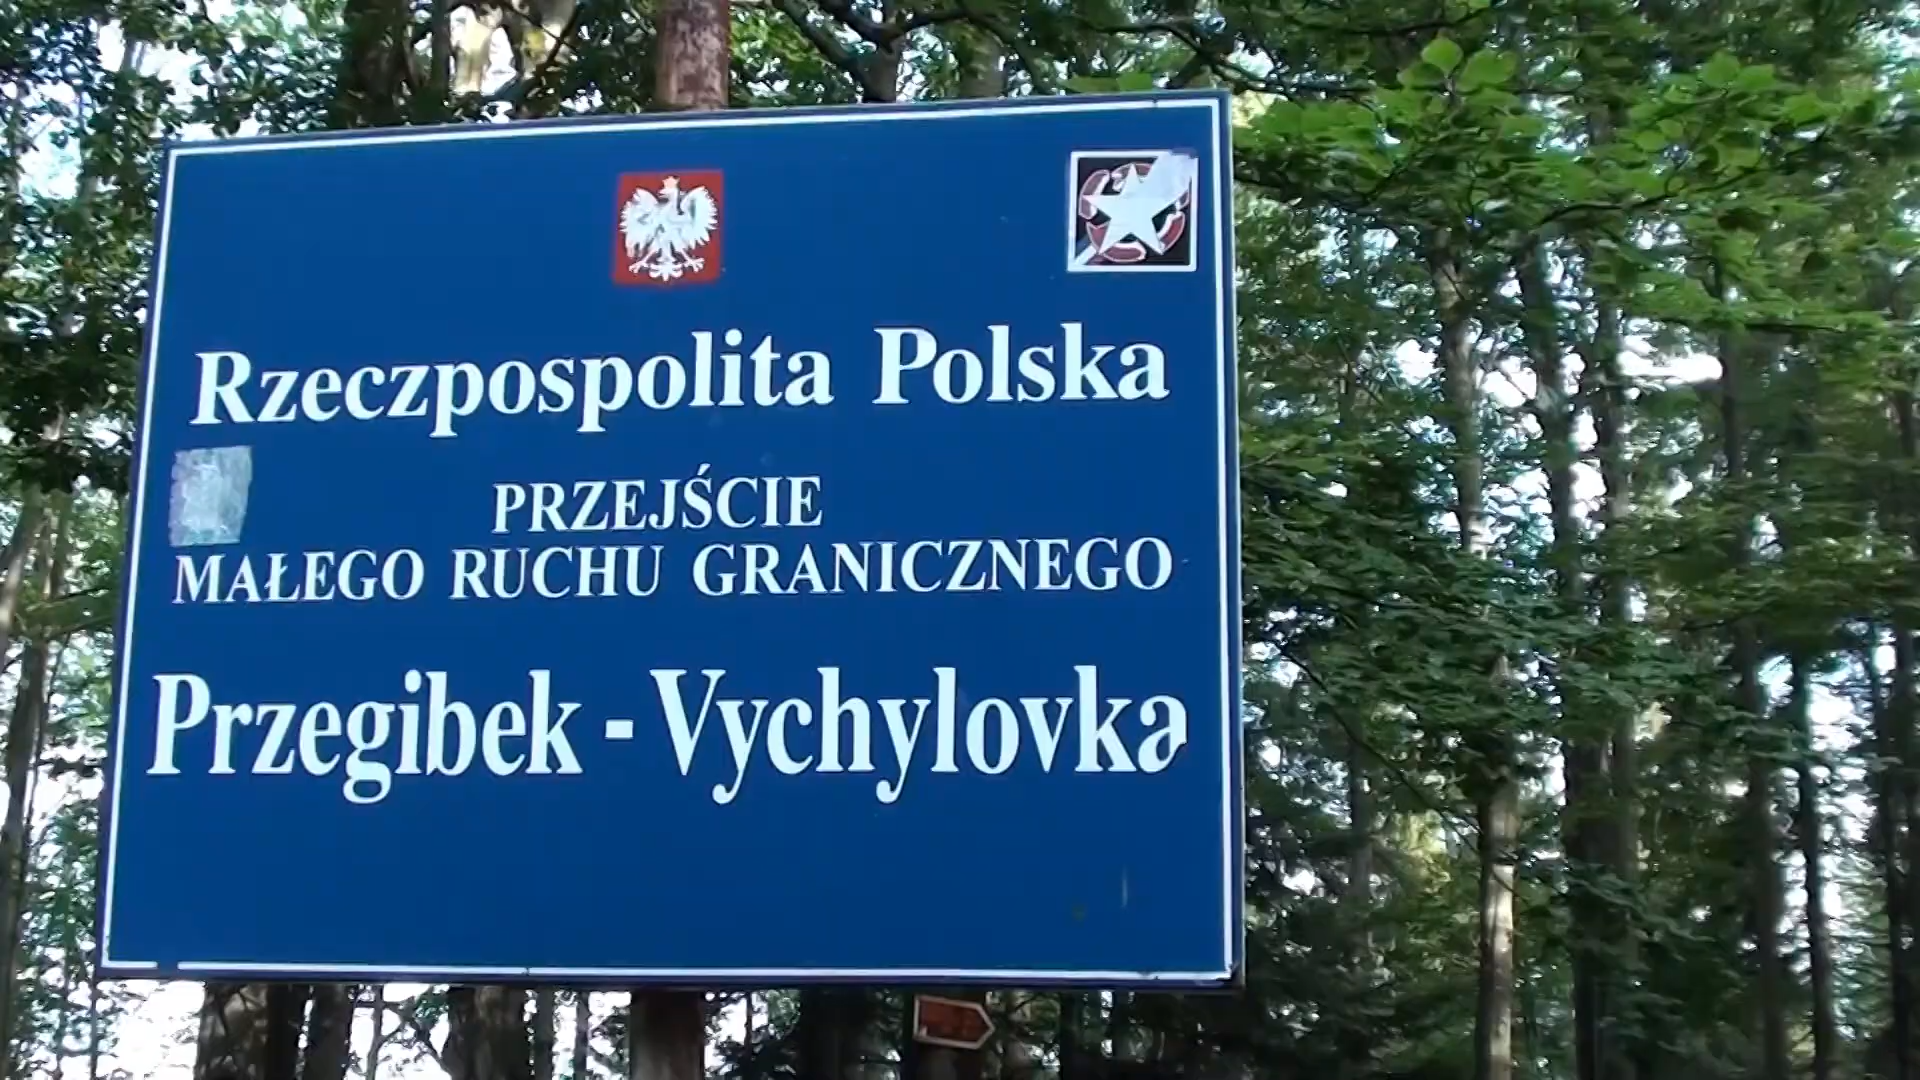 Rzeczpospolita Polska
PRZEJŚCIE
MAŁEGO RUCHU GRANICZNEGO
Przegibek - Vychylovka